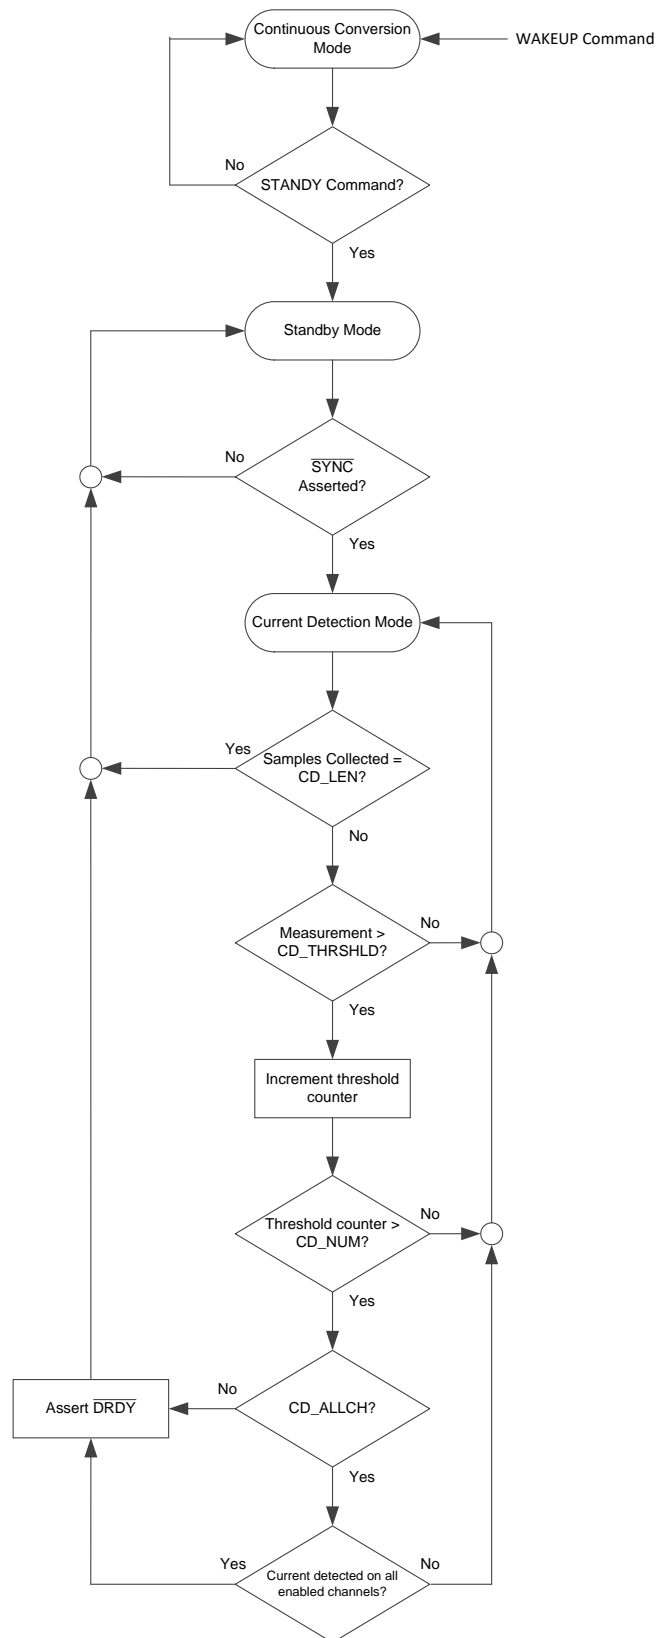 Continuous Conversion
Mode
WAKEUP Command
No
STANDY Command?
Yes
Standby Mode
No
SYNC
Asserted?
Yes
Current Detection Mode
Yes
Samples Collected =
CD_LEN?
No
Measurement >
CD_THRSHLD?
No
Yes
Increment threshold
counter
Threshold counter >
CD_NUM?
No
Yes
Assert DRDY
No
CD_ALLCH?
Yes
Yes
Current detected on all
enabled channels?
No